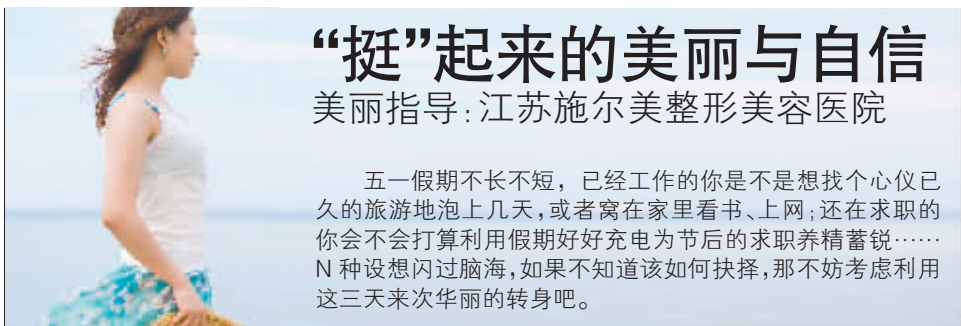 “挺”起来的美丽与自信
美丽指导:江苏施尔美整形美容医院
五一假期不长不短，已经工作的你是不是想找个心仪已
久的旅游地泡上几天,或者窝在家里看书、上网;还在求职的
你会不会打算利用假期好好充电为节后的求职养精蓄锐……
N 种设想闪过脑海,如果不知道该如何抉择,那不妨考虑利用
这三天来次华丽的转身吧。